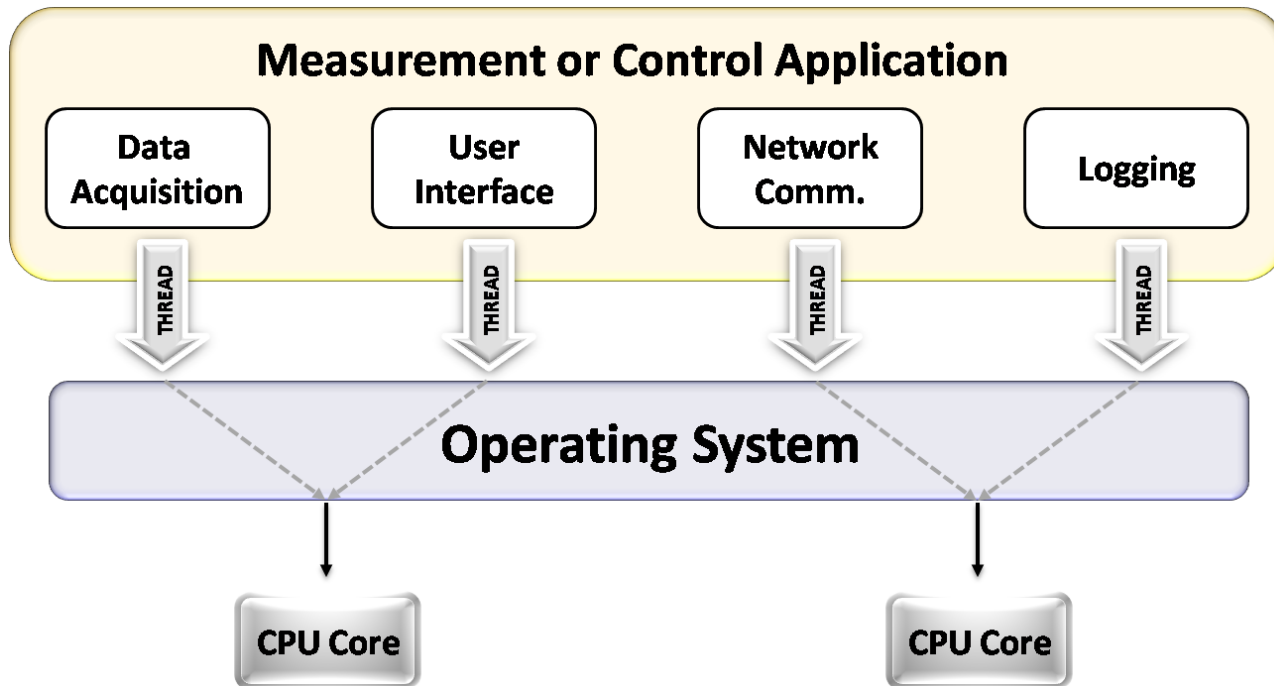 Measurement or Control Application
Data
Acquisition
User
Interface
Network
Comm.
Logging
THREAD
THREAD
THREAD
THREAD
Operating System
CPU Core
CPU Core